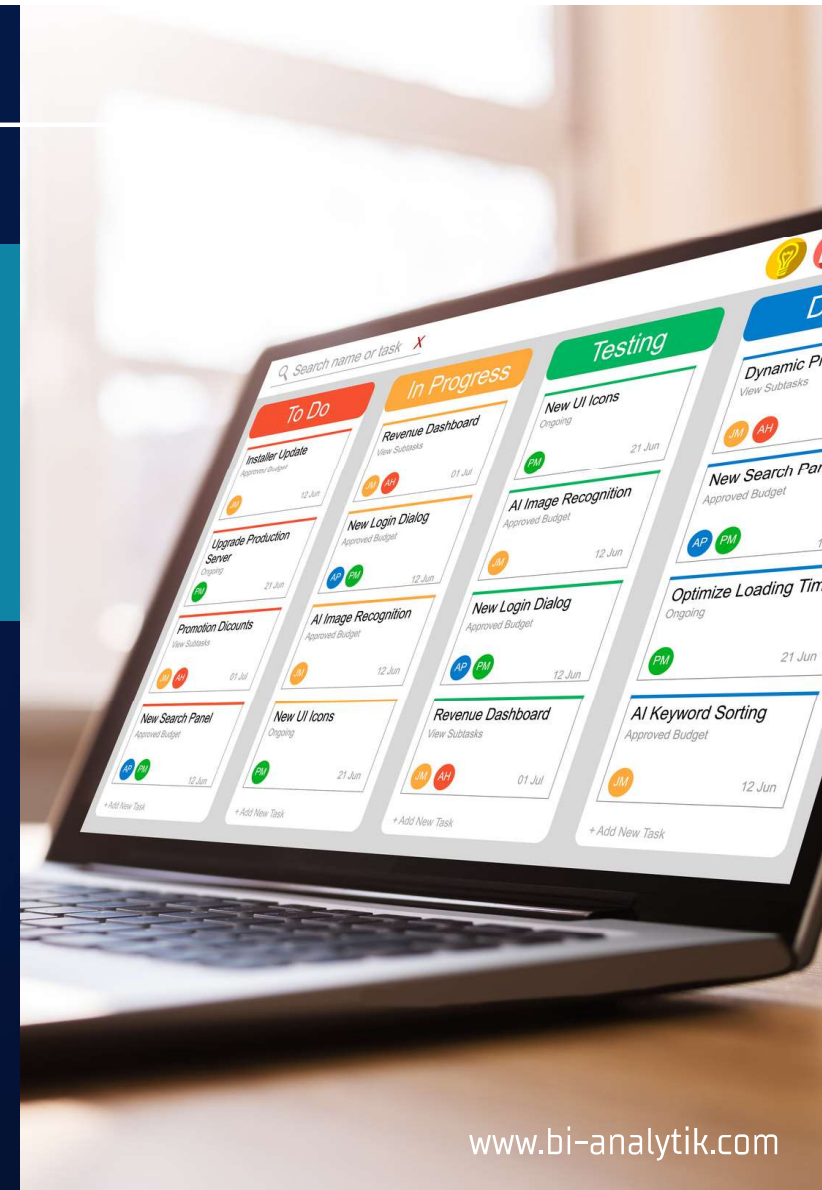 Search name or task X
To Do
Installer Update
Approved Budget
JM
12 Jun
Upgrade Production
Server
Ongoing
PM
21 Jun
Promotion Dicounts
View Subtasks
JM AH
01 Jul
New Search Panel
Approved Budget
AP PM
12 Jun
+ Add New Task
In Progress
Revenue Dashboard
View Subtasks
JM AH
01 Jul
New Login Dialog
Approved Budget
AP PM
12 Jun
AI Image Recognition
Approved Budget
JM
12 Jun
New UI Icons
Ongoing
PM
21 Jun
+ Add New Task
Testing
New UI Icons
Ongoing
PM
21 Jun
AI Image Recognition
Approved Budget
JM
12 Jun
New Login Dialog
Approved Budget
AP PM
12 Jun
Revenue Dashboard
View Subtasks
JM AH
01 Jul
+ Add New Task
D
Dynamic P
View Subtasks
JM AH
New Search Par
Approved Budget
AP PM
1
Optimize Loading Tim
Ongoing
PM
21 Jun
AI Keyword Sorting
Approved Budget
JM
12 Jun
+ Add New Task
www.bi-analytik.com